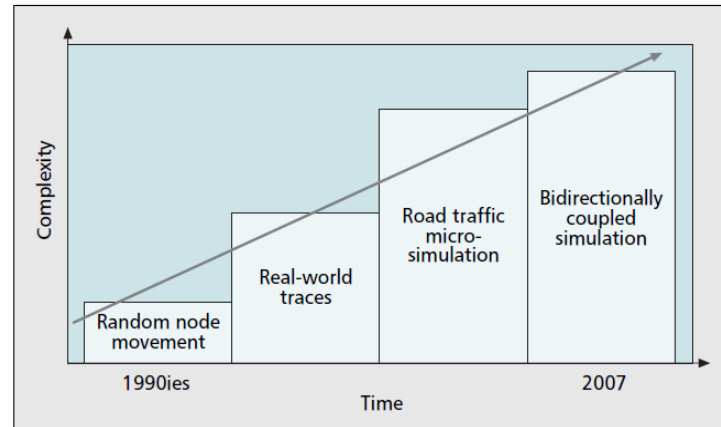 Complexity
Random node
movement
Real-world
traces
Road traffic
micro-
simulation
Bidirectionally
coupled
simulation
1990ies
2007
Time